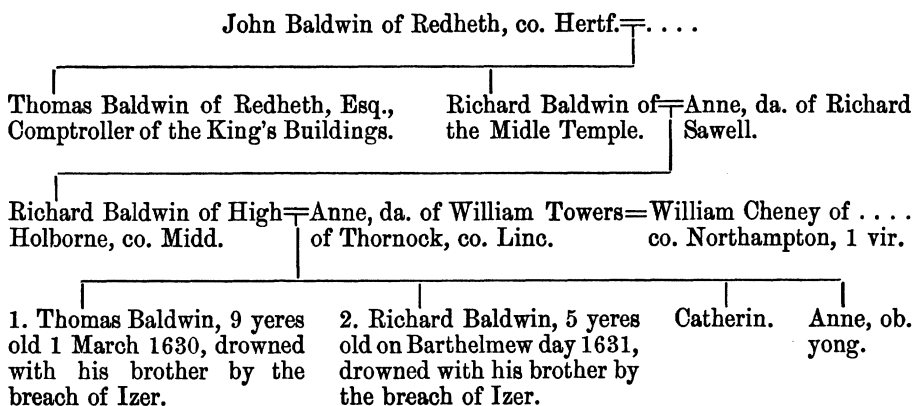 John Baldwin of Redheth, co. Hertf.=. . . .
Thomas Baldwin of Redheth, Esq.,
Comptroller of the King's Buildings.
Richard Baldwin of=Anne, da. of Richard
the Midle Temple. Sawell.
Richard Baldwin of High=Anne, da. of William Towers=William Cheney of . . . .
Holborne, co. Midd. of Thornock, co. Linc. co. Northampton, 1 vir.
1. Thomas Baldwin, 9 yeres
old 1 March 1630, drowned
with his brother by the
breach of Izer.
2. Richard Baldwin, 5 yeres
old on Barthelmew day 1631,
drowned with his brother by
the breach of Izer.
Catherin.
Anne, ob.
yong.